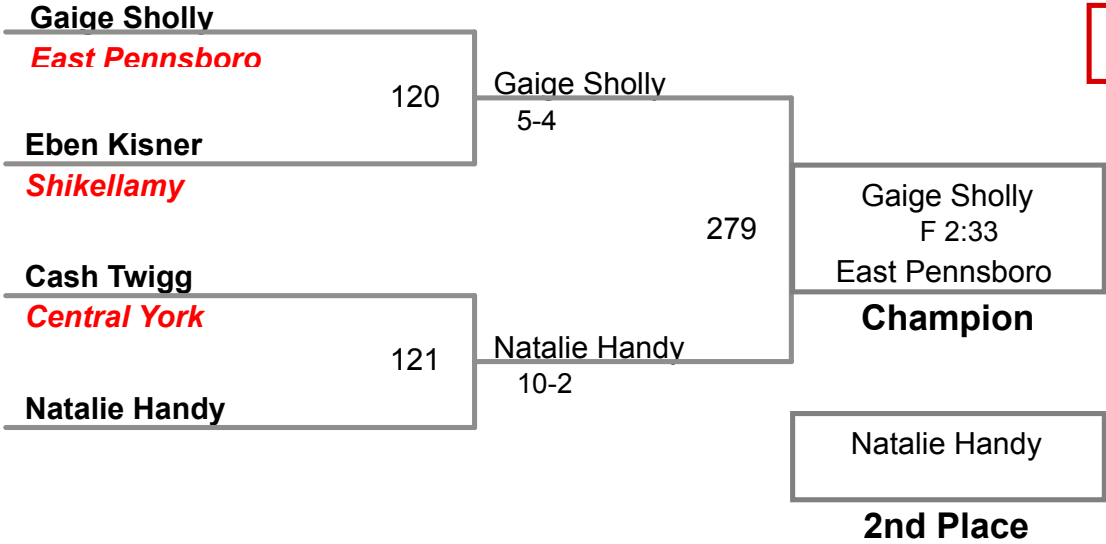 Gaige Sholly
East Pennsboro
120
Gaige Sholly
5-4
Eben Kisner
Shikellamy
279
Gaige Sholly
F 2:33
East Pennsboro
Champion
Cash Twigg
Central York
121
Natalie Handy
10-2
Natalie Handy
Natalie Handy
2nd Place